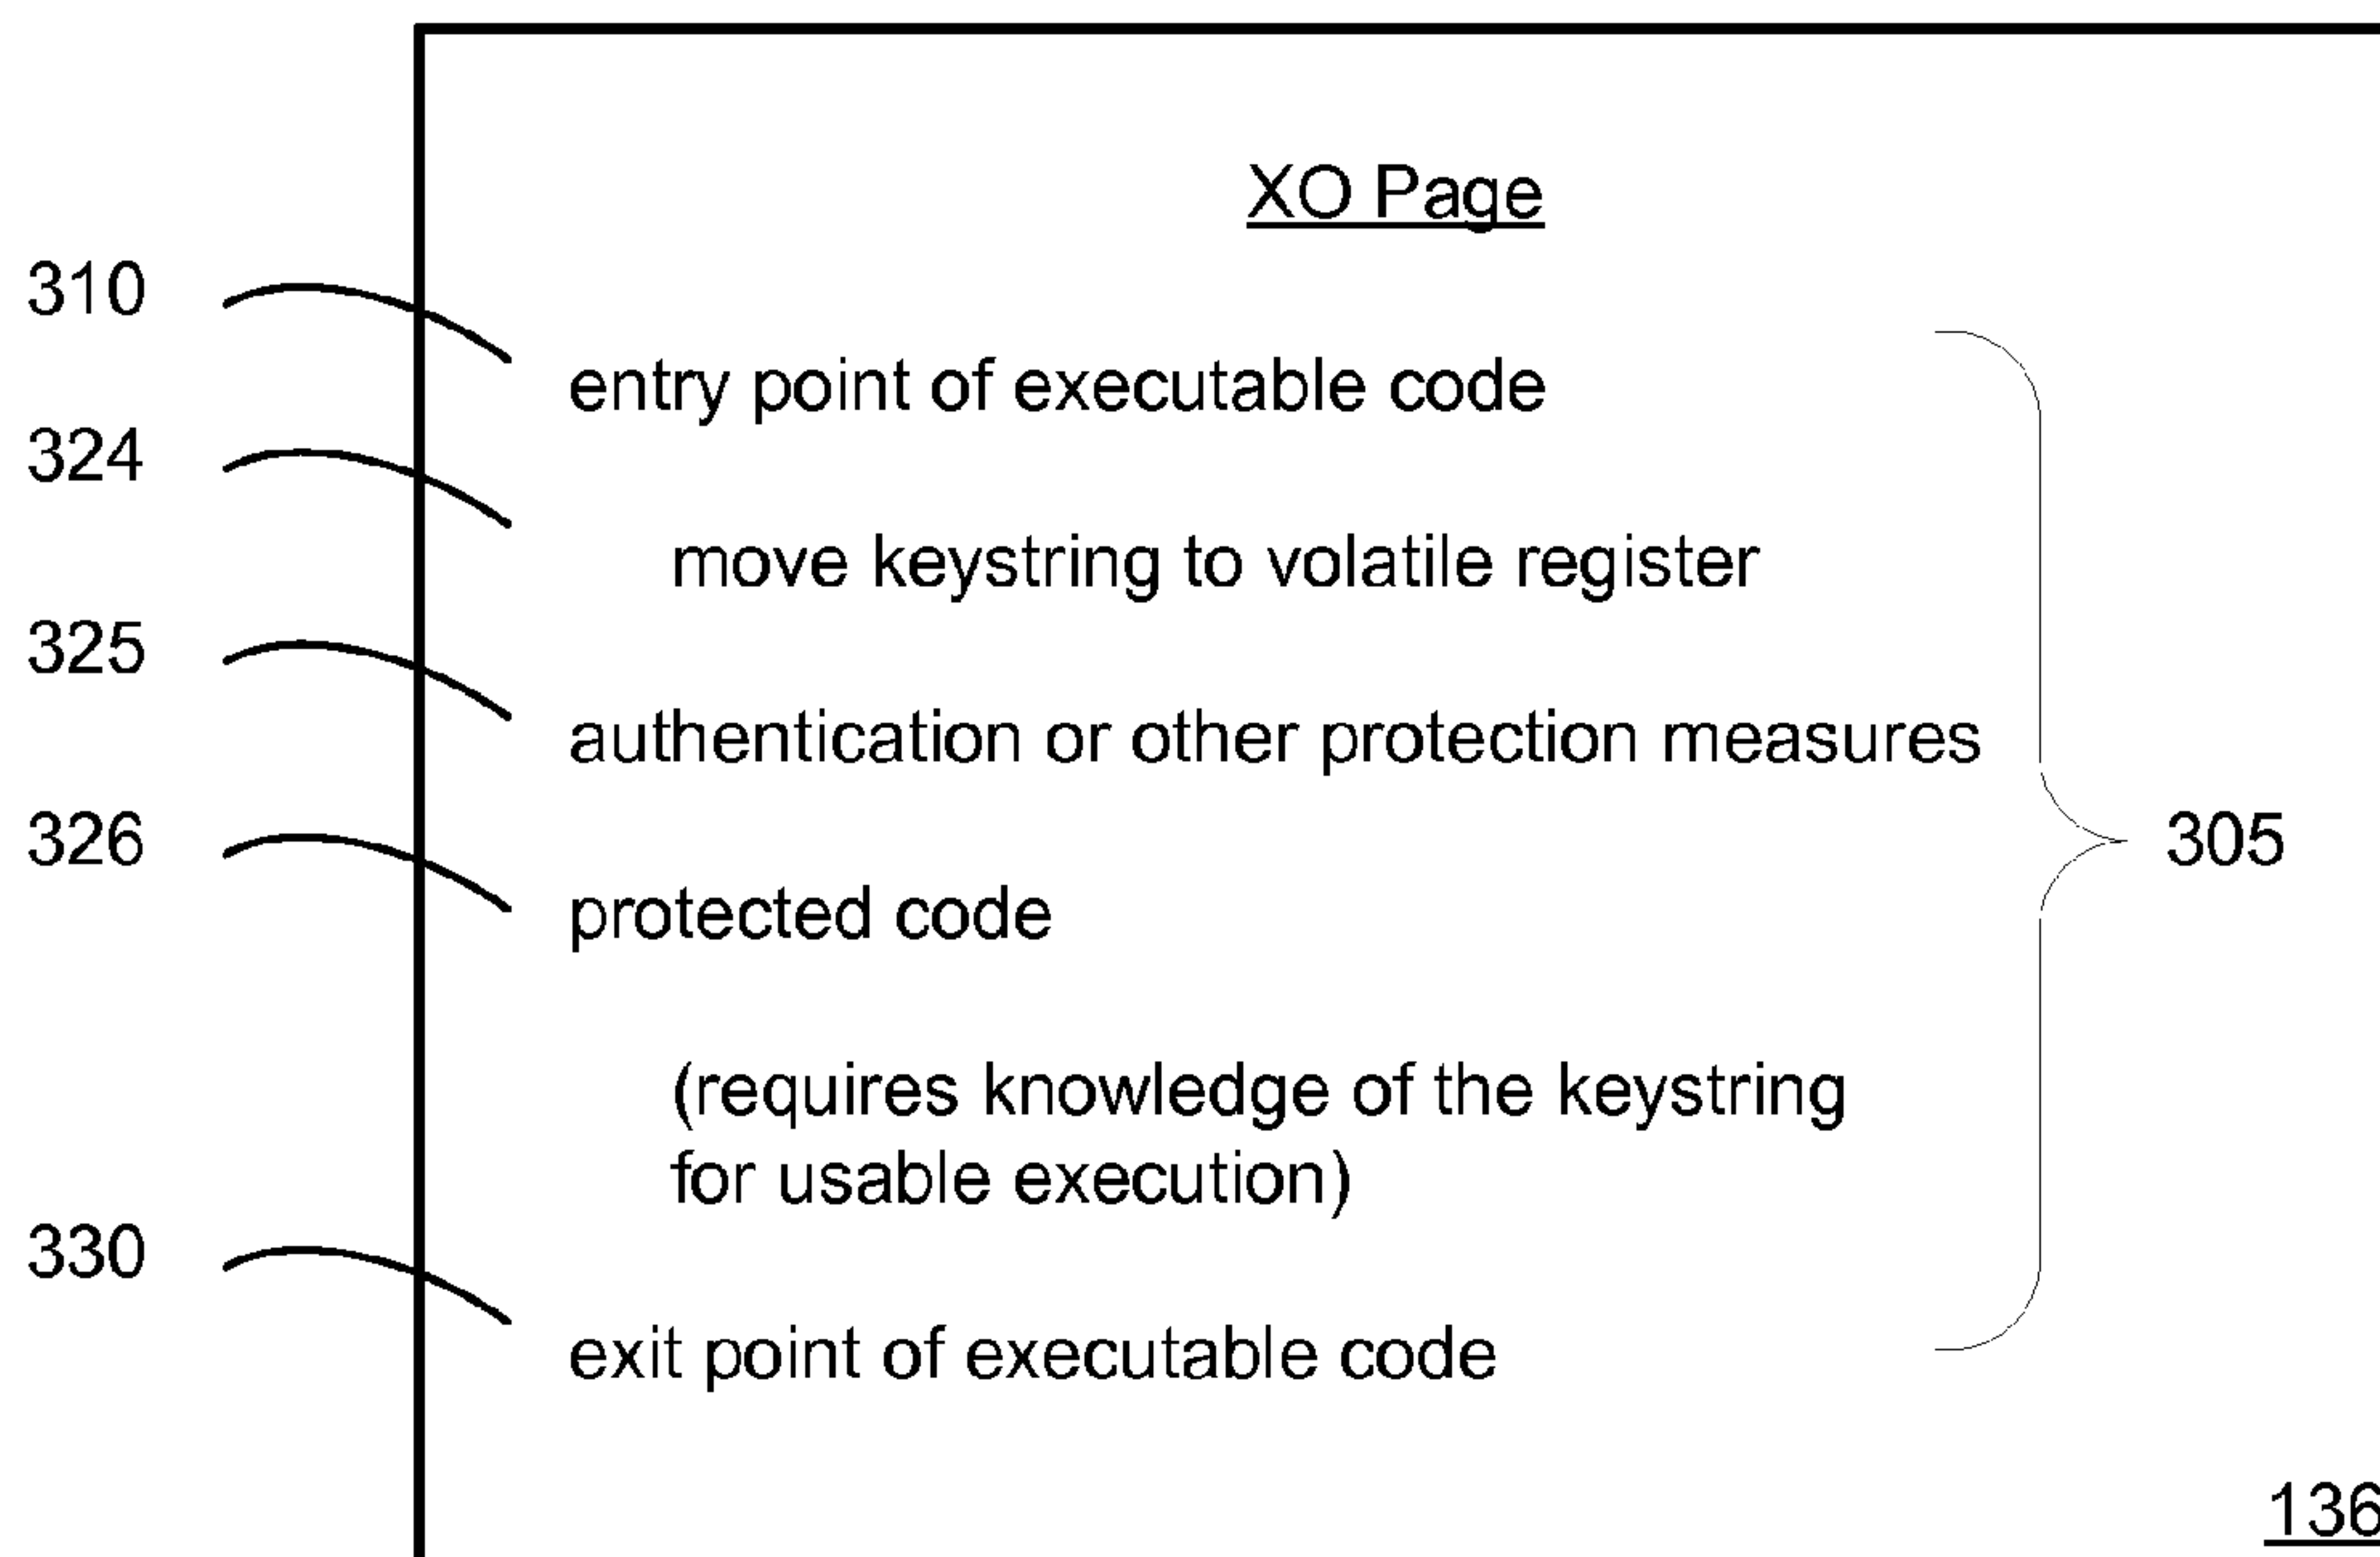 XO Page
310
entry point of executable code
324
move keystring to volatile register
325
authentication or other protection measures
326
305
protected code
(requires knowledge of the keystring
for usable execution)
330
exit point of executable code
136